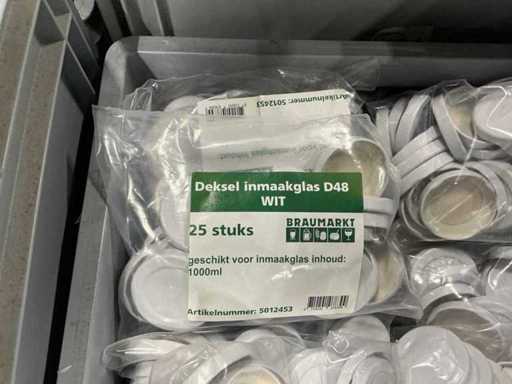 Artikelnummer: 5012453
Deksel inmaakglas D48
WIT
25 stuks
BRAUMARKT
geschikt voor inmaakglas inhoud:
1000ml
Artikelnummer: 5012453